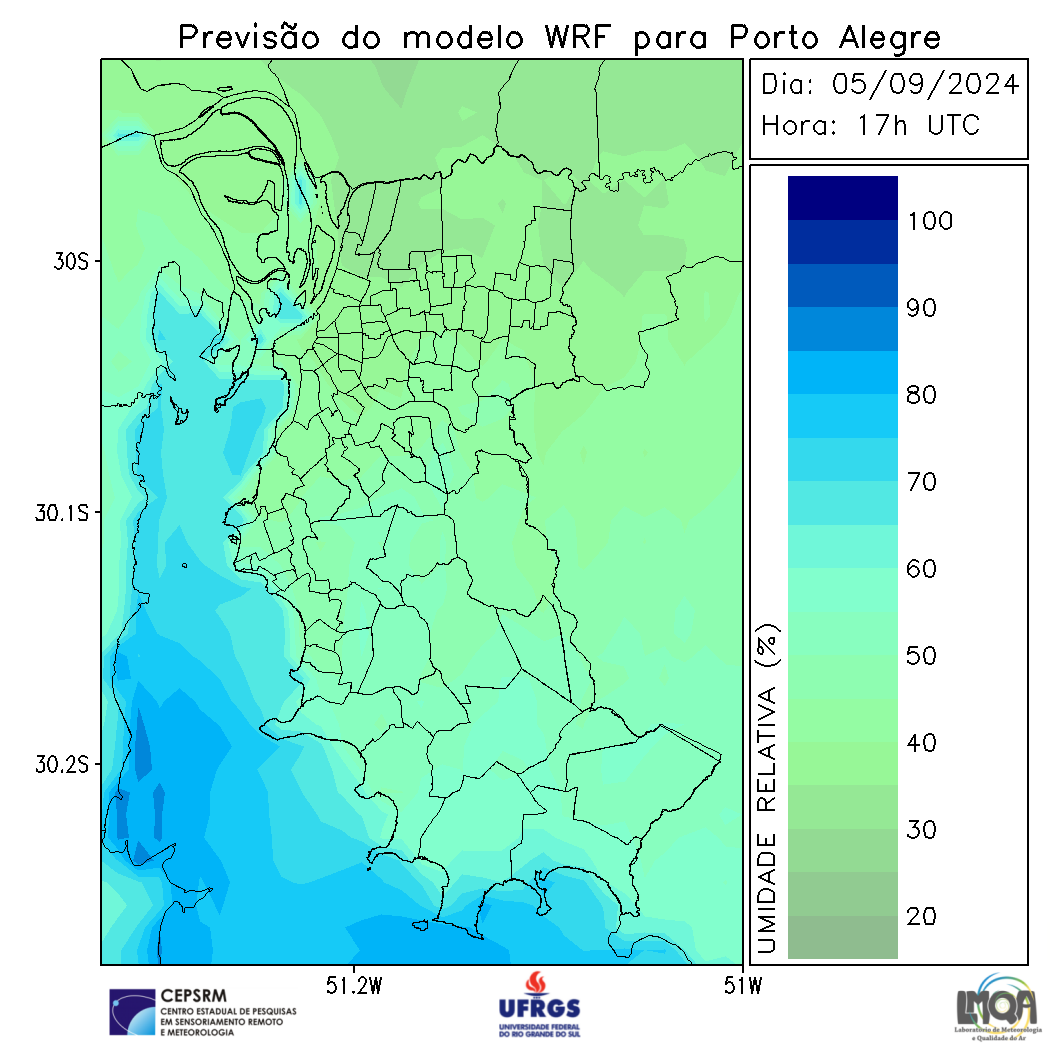 Previsão do modelo WRF para Porto Alegre
Dia: 05/09/2024
Hora: 17h UTC
30S
30.1S
30.2S
51.2W
51W
UMIDADE RELATIVA (%)
100
90
80
70
60
50
40
30
20
CEPSRM
CENTRO ESTADUAL DE PESQUISAS
EM SENSORIAMENTO REMOTO
E METEOROLOGIA
UFRGS
UNIVERSIDADE FEDERAL
DO RIO GRANDE DO SUL
LMQA
Laboratório de Meteorologia
e Qualidade do Ar